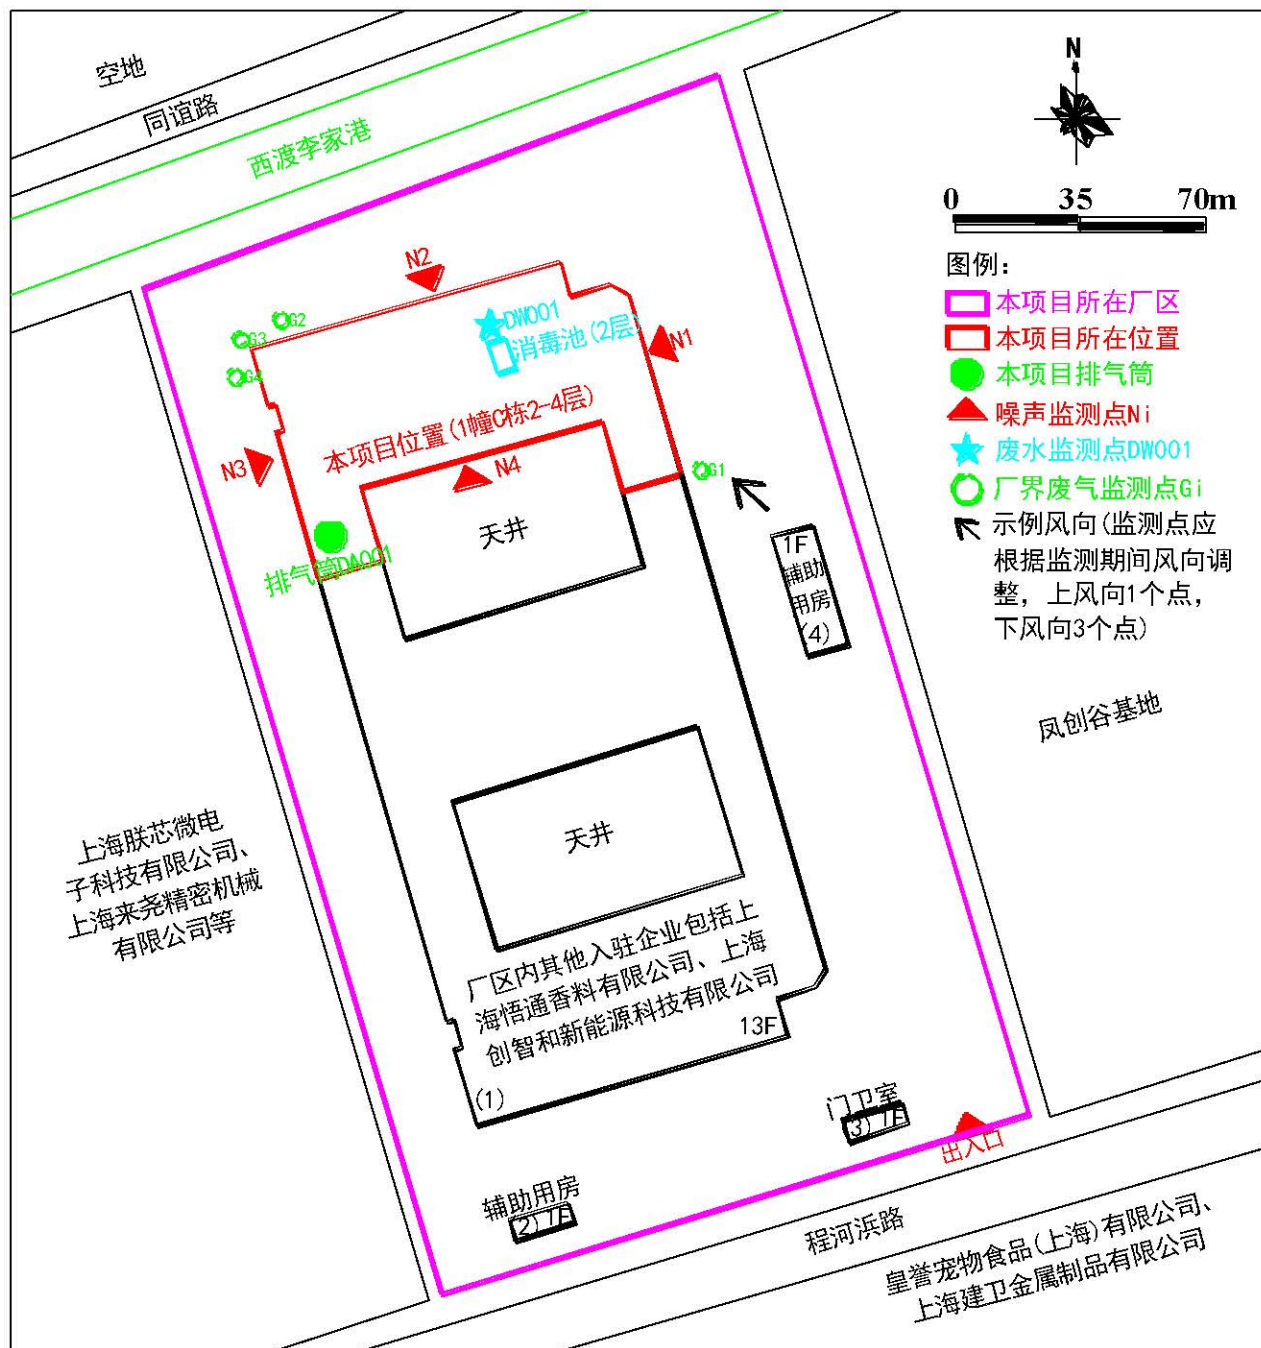 空地
同谊路
西渡李家港
N
0 35 70m
图例：
本项目所在厂区
本项目所在位置
本项目排气筒
噪声监测点Ni
废水监测点DW001
厂界废气监测点Gi
示例风向(监测点应
根据监测期间风向调
整，上风向1个点，
下风向3个点)
N2
G2
G3
G4
DW001
消毒池(2层)
N1
本项目位置(1幢C栋2-4层)
N3
N4
G1
天井
排气筒DA001
1F
辅助
用房
(4)
凤创谷基地
天井
上海朕芯微电
子科技有限公司、
上海来尧精密机械
有限公司等
厂区内其他入驻企业包括上
海悟通香料有限公司、上海
创智和新能源科技有限公司
13F
(1)
门卫室
3) 1F
出入口
辅助用房
2) 1F
程河浜路
皇誉宠物食品(上海)有限公司、
上海建卫金属制品有限公司